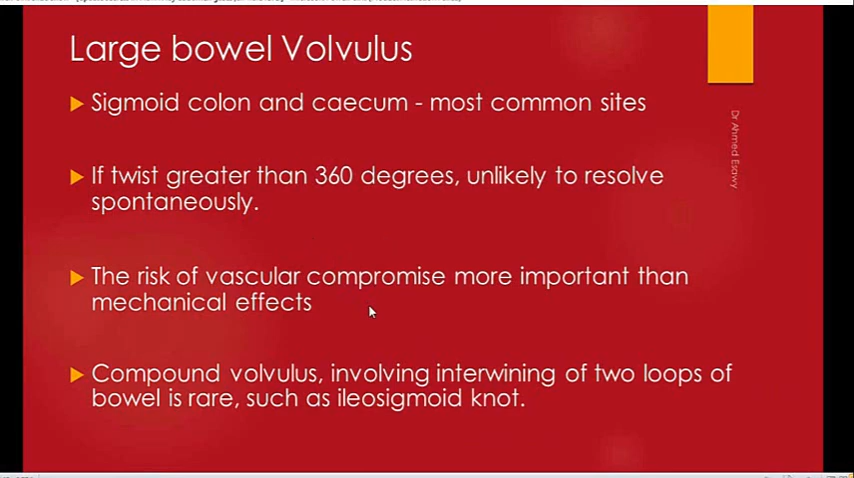 Large bowel Volvulus
Sigmoid colon and caecum - most common sites
If twist greater than 360 degrees, unlikely to resolve
spontaneously.
The risk of vascular compromise more important than
mechanical effects
Compound volvulus, involving interwining of two loops of
bowel is rare, such as ileosigmoid knot.
Dr Ahmed Esawy